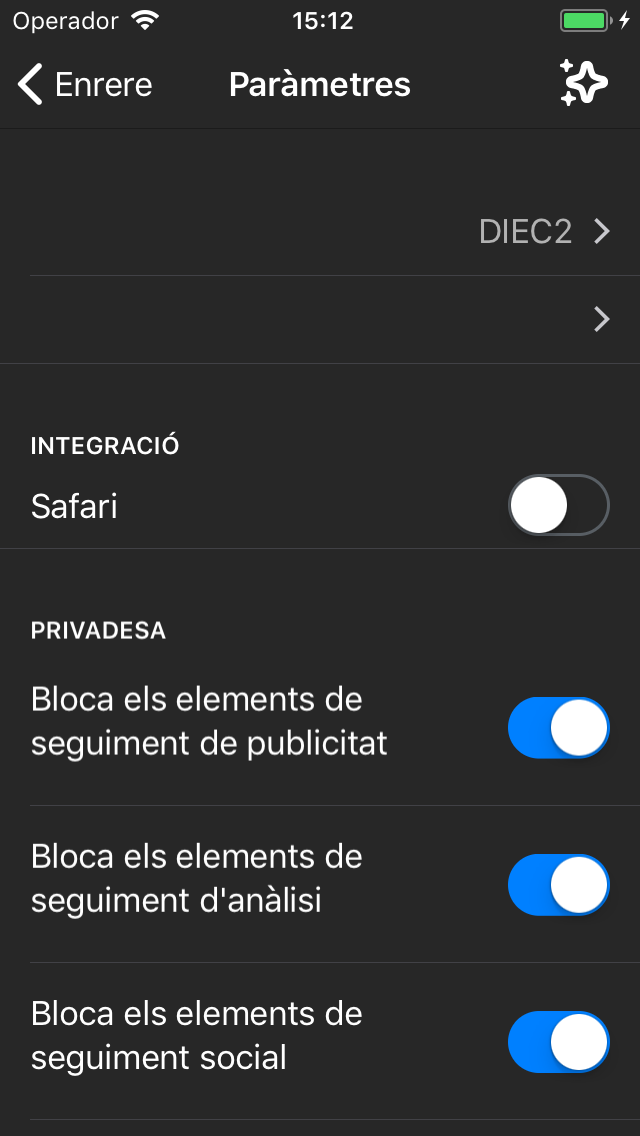 Operador 15:12
Enrere Paràmetres
DIEC2
INTEGRACIÓ
Safari
PRIVADESA
Bloca els elements de
seguiment de publicitat
Bloca els elements de
seguiment d'anàlisi
Bloca els elements de
seguiment social